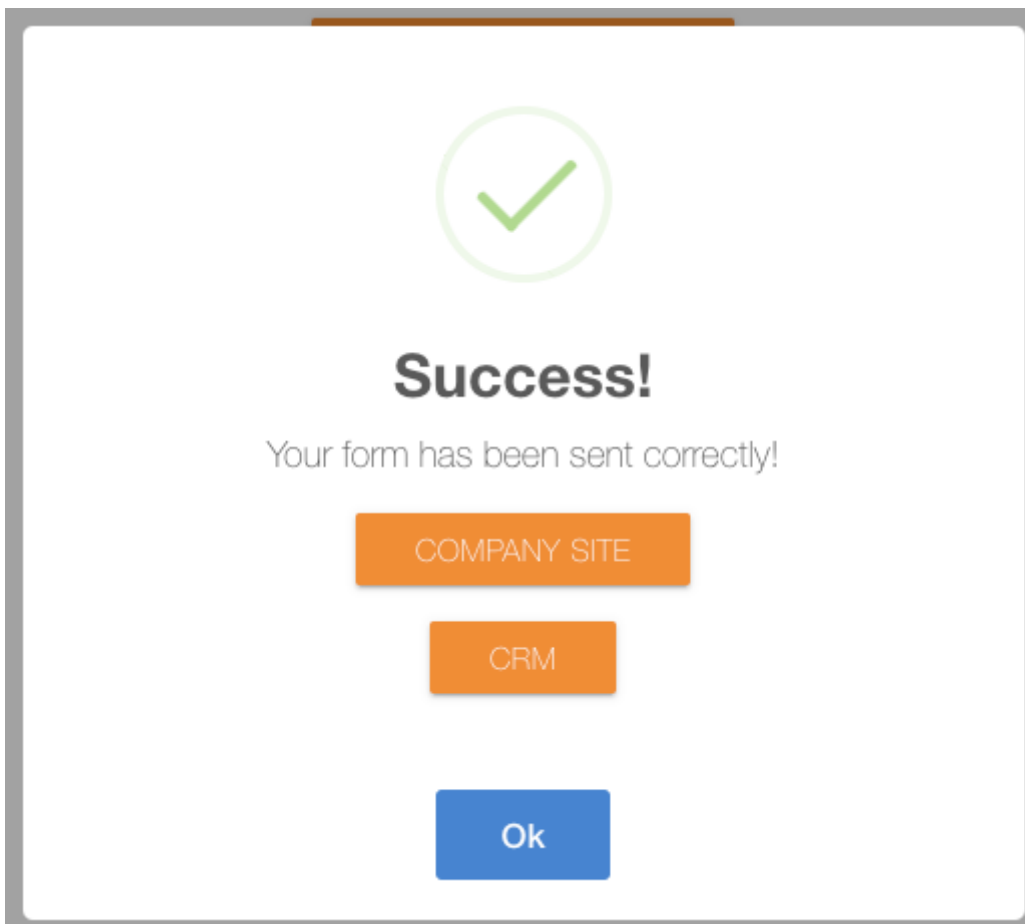 Success!
Your form has been sent correctly!
COMPANY SITE
CRM
Ok